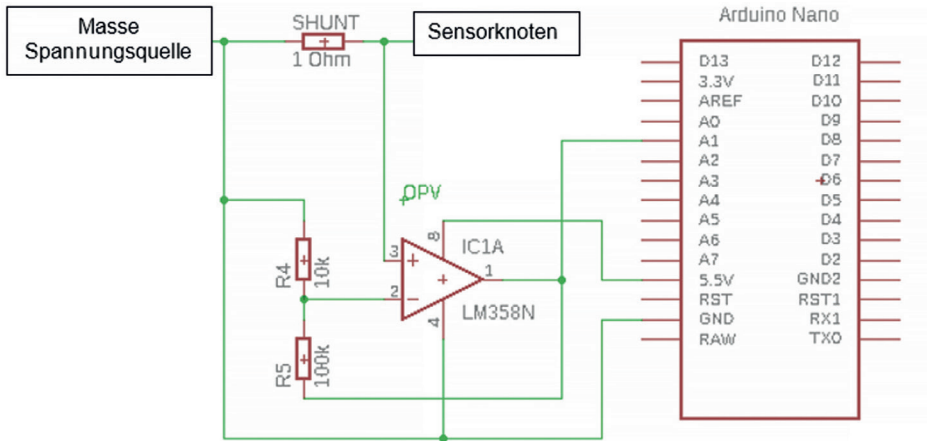 Masse
Spannungsquelle
SHUNT
1 Ohm
Sensorknoten
OPV
3
2
8
4
1
IC1A
LM358N
R4
10k
R5
100k
Arduino Nano
D13
3.3V
AREF
A0
A1
A2
A3
A4
A5
A6
A7
5.5V
RST
GND
RAW
D12
D11
D10
D9
D8
D7
D6
D5
D4
D3
D2
GND2
RST1
RX1
TX0